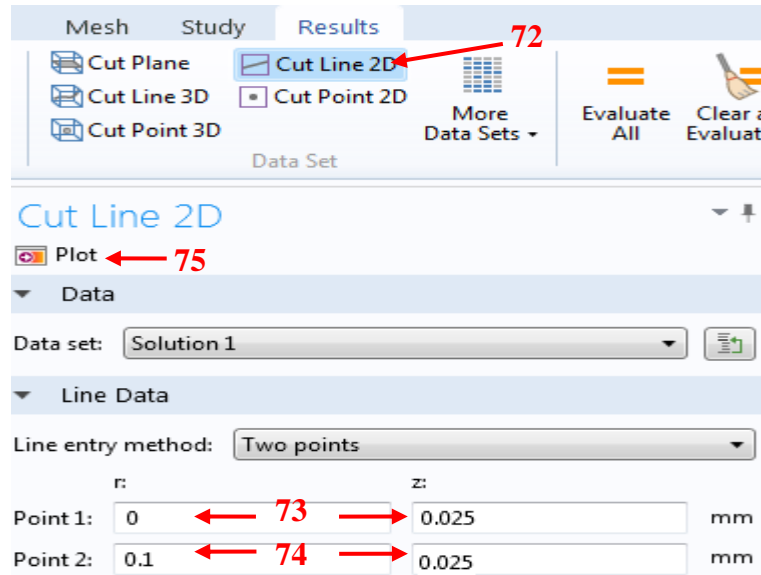 Mesh Study Results
72
Cut Plane Cut Line 2D
Cut Line 3D Cut Point 2D
Cut Point 3D
More
Data Sets
Evaluate
All
Clear a
Evaluat
Data Set
Cut Line 2D
Plot 75
Data
Data set: Solution 1
Line Data
Line entry method: Two points
r: z:
Point 1: 0 73 0.025 mm
Point 2: 0.1 74 0.025 mm